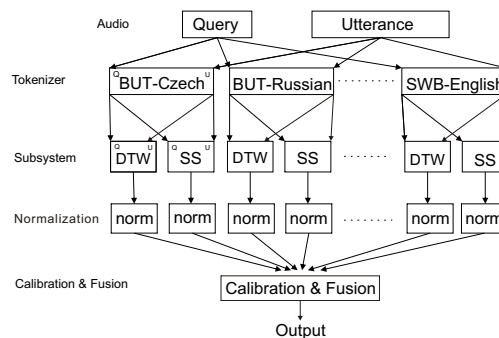 Audio Query Utterance
Tokenizer Q BUT-Czech U BUT-Russian SWB-English
Subsystem Q DTW U Q SS U DTW SS DTW SS
Normalization norm norm norm norm norm norm
Calibration & Fusion Calibration & Fusion
Output